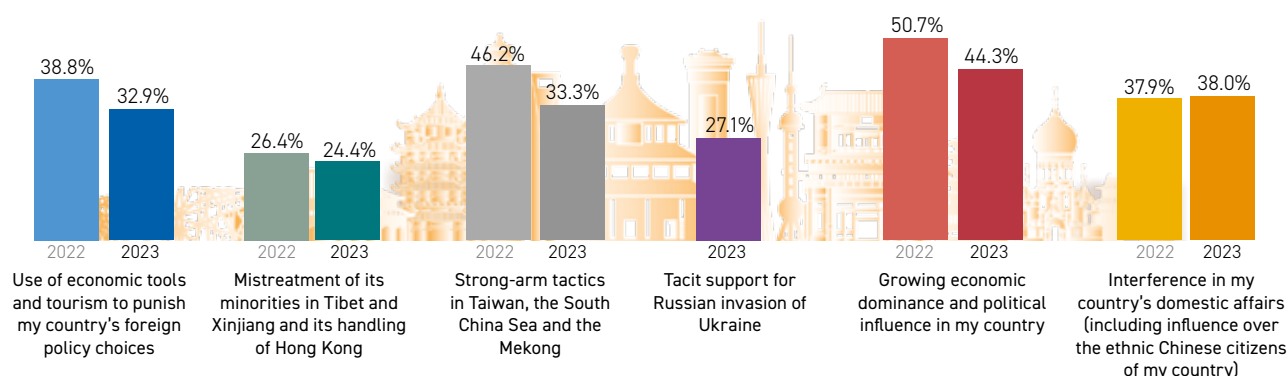 38.8%
32.9%
2022
2023
Use of economic tools
and tourism to punish
my country’s foreign
policy choices
26.4%
24.4%
2022
2023
Mistreatment of its
minorities in Tibet and
Xinjiang and its handling
of Hong Kong
46.2%
33.3%
2022
2023
Strong-arm tactics
in Taiwan, the South
China Sea and the
Mekong
27.1%
2023
Tacit support for
Russian invasion of
Ukraine
50.7%
44.3%
2022
2023
Growing economic
dominance and political
influence in my country
37.9%
38.0%
2022
2023
Interference in my
country’s domestic affairs
(including influence over
the ethnic Chinese citizens
of my country)